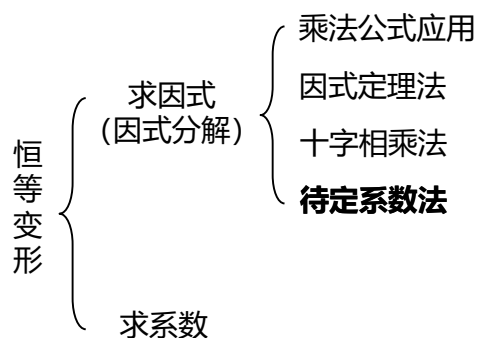 恒等变形
求因式
（因式分解）
乘法公式应用
因式定理法
十字相乘法
待定系数法
求系数